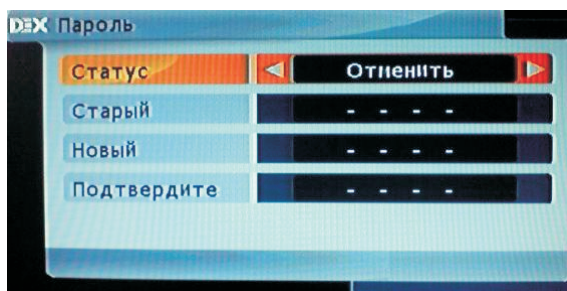 DEX Пароль
Статус Отменить
Старый - - - -
Новый - - - -
Подтвердите - - - -